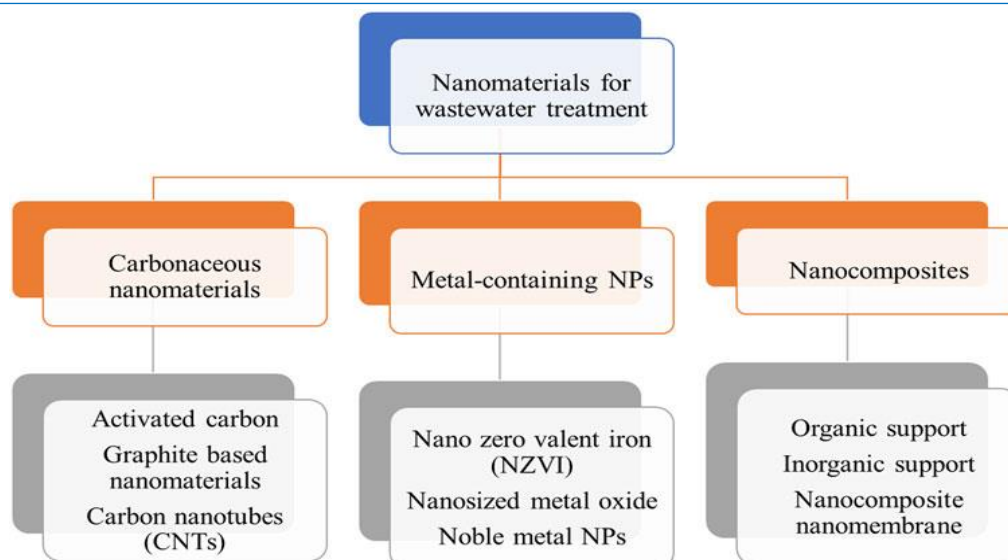 Nanomaterials for
wastewater treatment
Carbonaceous
nanomaterials
Metal-containing NPs
Nanocomposites
Activated carbon
Graphite based
nanomaterials
Carbon nanotubes
(CNTs)
Nano zero valent iron
(NZVI)
Nanosized metal oxide
Noble metal NPs
Organic support
Inorganic support
Nanocomposite
nanomembrane